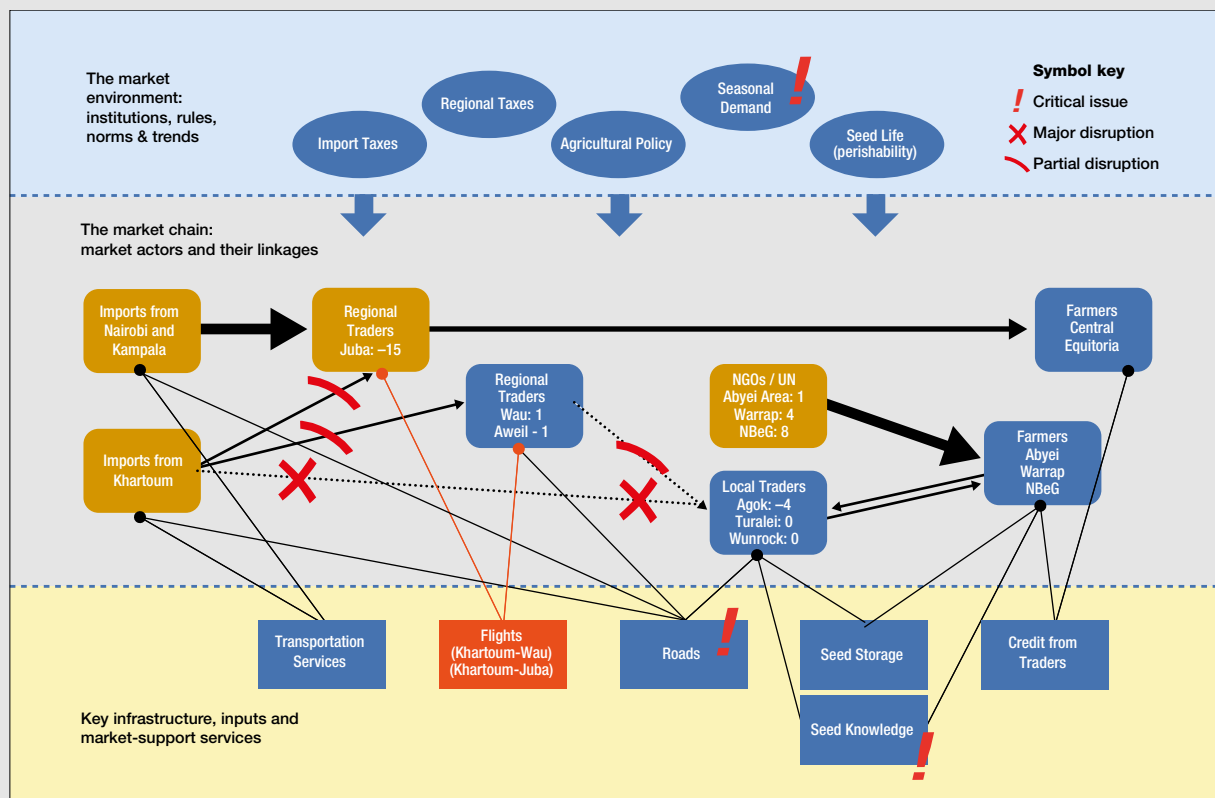 The market
environment:
institutions, rules,
norms & trends
Import Taxes
Regional Taxes
Agricultural Policy
Seasonal
Demand
Seed Life
(perishability)
Symbol key
Critical issue
Major disruption
Partial disruption
The market chain:
market actors and their linkages
Imports from
Nairobi and
Kampala
Regional
Traders
Juba: –15
Farmers
Central
Equitoria
Regional
Traders
Wau: 1
Aweil - 1
NGOs / UN
Abyei Area: 1
Warrap: 4
NBeG: 8
Imports from
Khartoum
Farmers
Abyei
Warrap
NBeG
Local Traders
Agok: –4
Turalei: 0
Wunrock: 0
Transportation
Services
Flights
(Khartoum-Wau)
(Khartoum-Juba)
Roads
Seed Storage
Credit from
Traders
Seed Knowledge
Key infrastructure, inputs and
market-support services